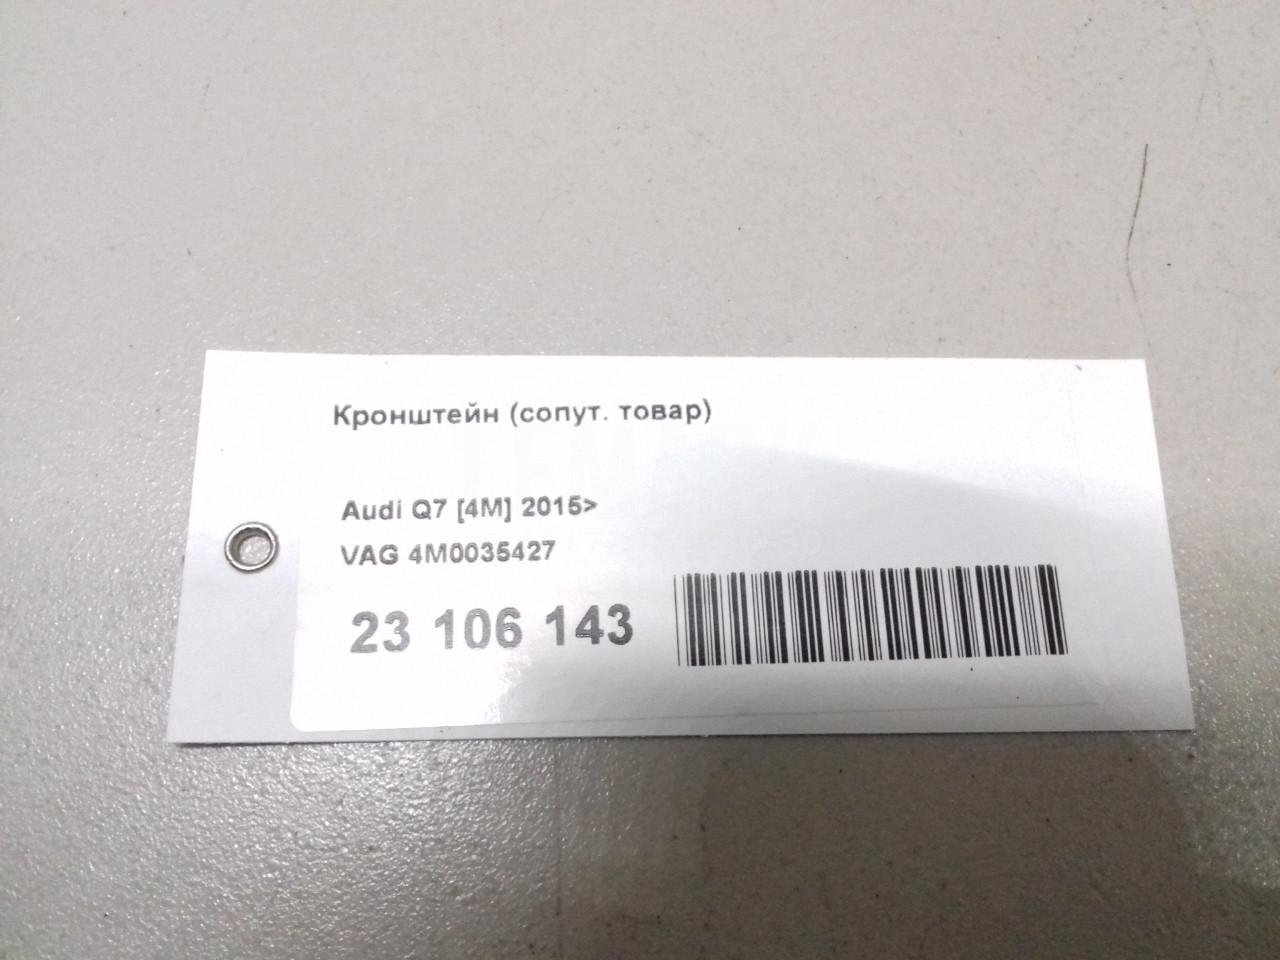 Кронштейн (сопут. товар)
Audi Q7 [4M] 2015>
VAG 4M0035427
23 106 143